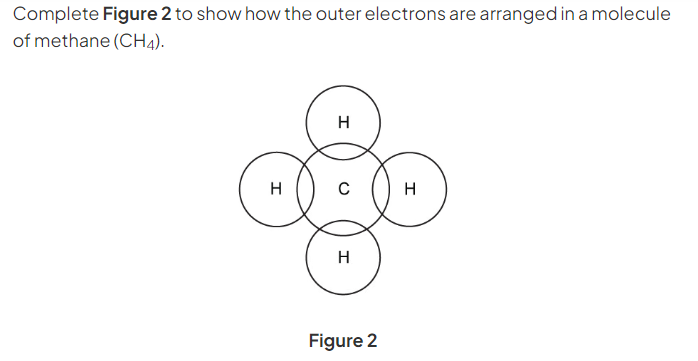 Complete Figure 2 to show how the outer electrons are arranged in a molecule
of methane (CH₄).
H
H C H
H
Figure 2